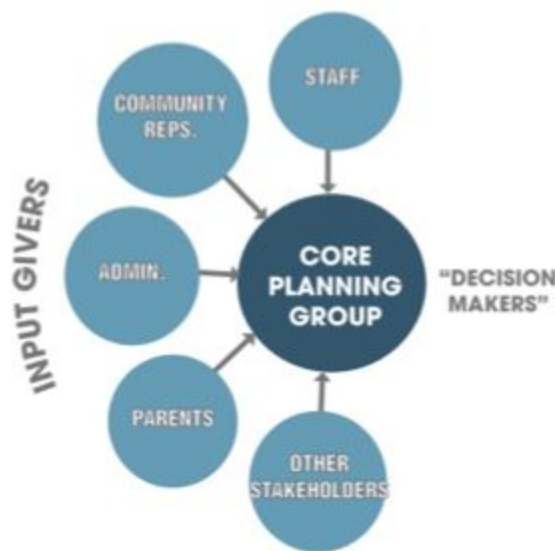 STAFF
COMMUNITY
REPS.
INPUT GIVERS
ADMIN.
CORE
PLANNING
GROUP
"DECISION
MAKERS"
PARENTS
OTHER
STAKEHOLDERS